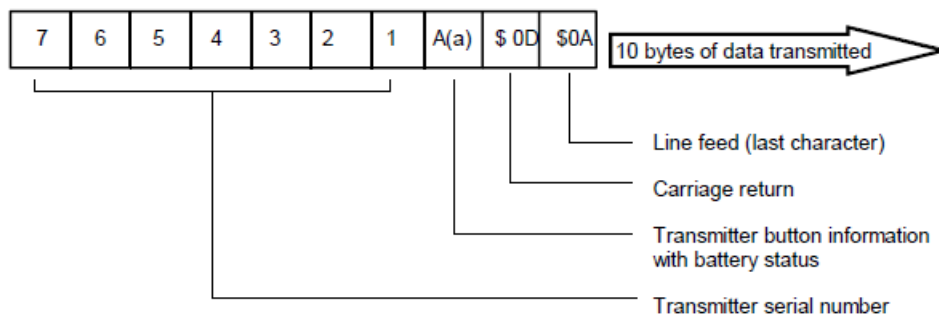 7 6 5 4 3 2 1 A(a) $ 0D $0A
10 bytes of data transmitted
Line feed (last character)
Carriage return
Transmitter button information
with battery status
Transmitter serial number